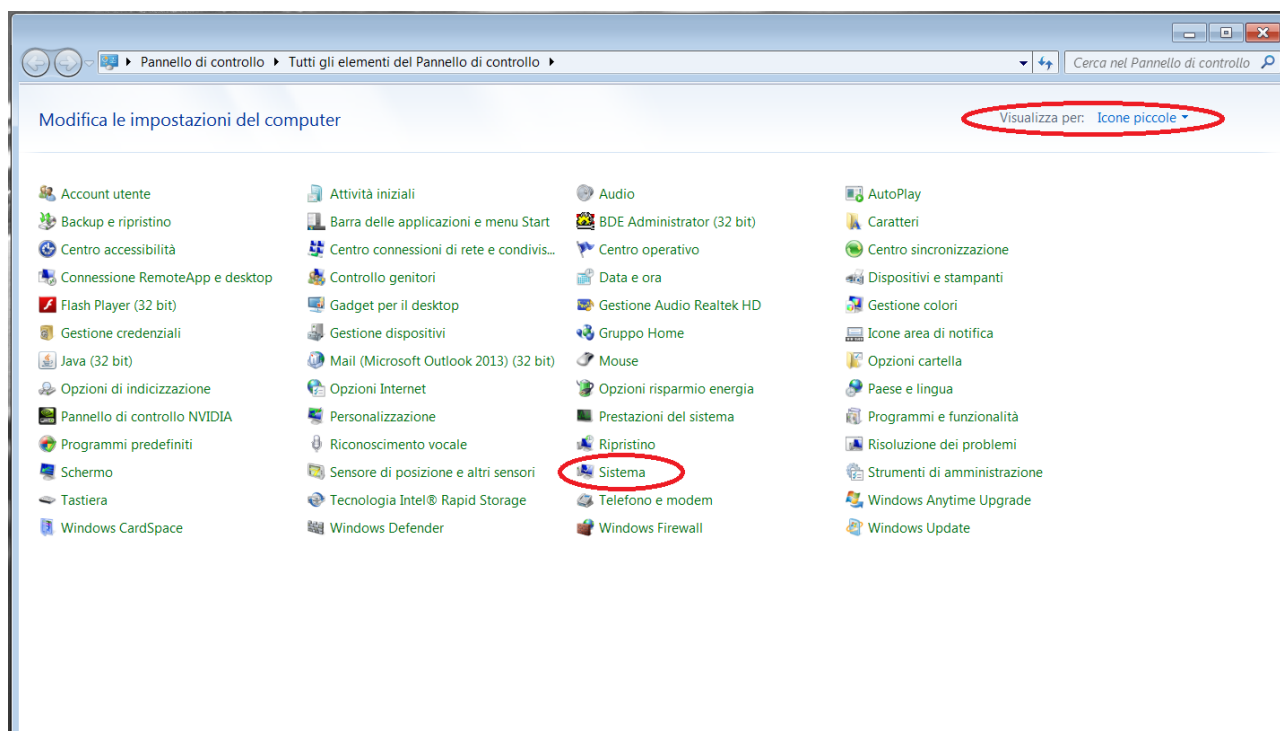 Pannello di controllo Tutti gli elementi del Pannello di controllo Cerca nel Pannello di controllo
Modifica le impostazioni del computer Visualizza per: Icone piccole
Account utente Attività iniziali Audio AutoPlay
Backup e ripristino Barra delle applicazioni e menu Start BDE Administrator (32 bit) Caratteri
Centro accessibilità Centro connessioni di rete e condivis... Centro operativo Centro sincronizzazione
Connessione RemoteApp e desktop Controllo genitori Data e ora Dispositivi e stampanti
Flash Player (32 bit) Gadget per il desktop Gestione Audio Realtek HD Gestione colori
Gestione credenziali Gestione dispositivi Gruppo Home Icone area di notifica
Java (32 bit) Mail (Microsoft Outlook 2013) (32 bit) Mouse Opzioni cartella
Opzioni di indicizzazione Opzioni Internet Opzioni risparmio energia Paese e lingua
Pannello di controllo NVIDIA Personalizzazione Prestazioni del sistema Programmi e funzionalità
Programmi predefiniti Riconoscimento vocale Ripristino Risoluzione dei problemi
Schermo Sensore di posizione e altri sensori Sistema Strumenti di amministrazione
Tastiera Tecnologia Intel® Rapid Storage Telefono e modem Windows Anytime Upgrade
Windows CardSpace Windows Defender Windows Firewall Windows Update